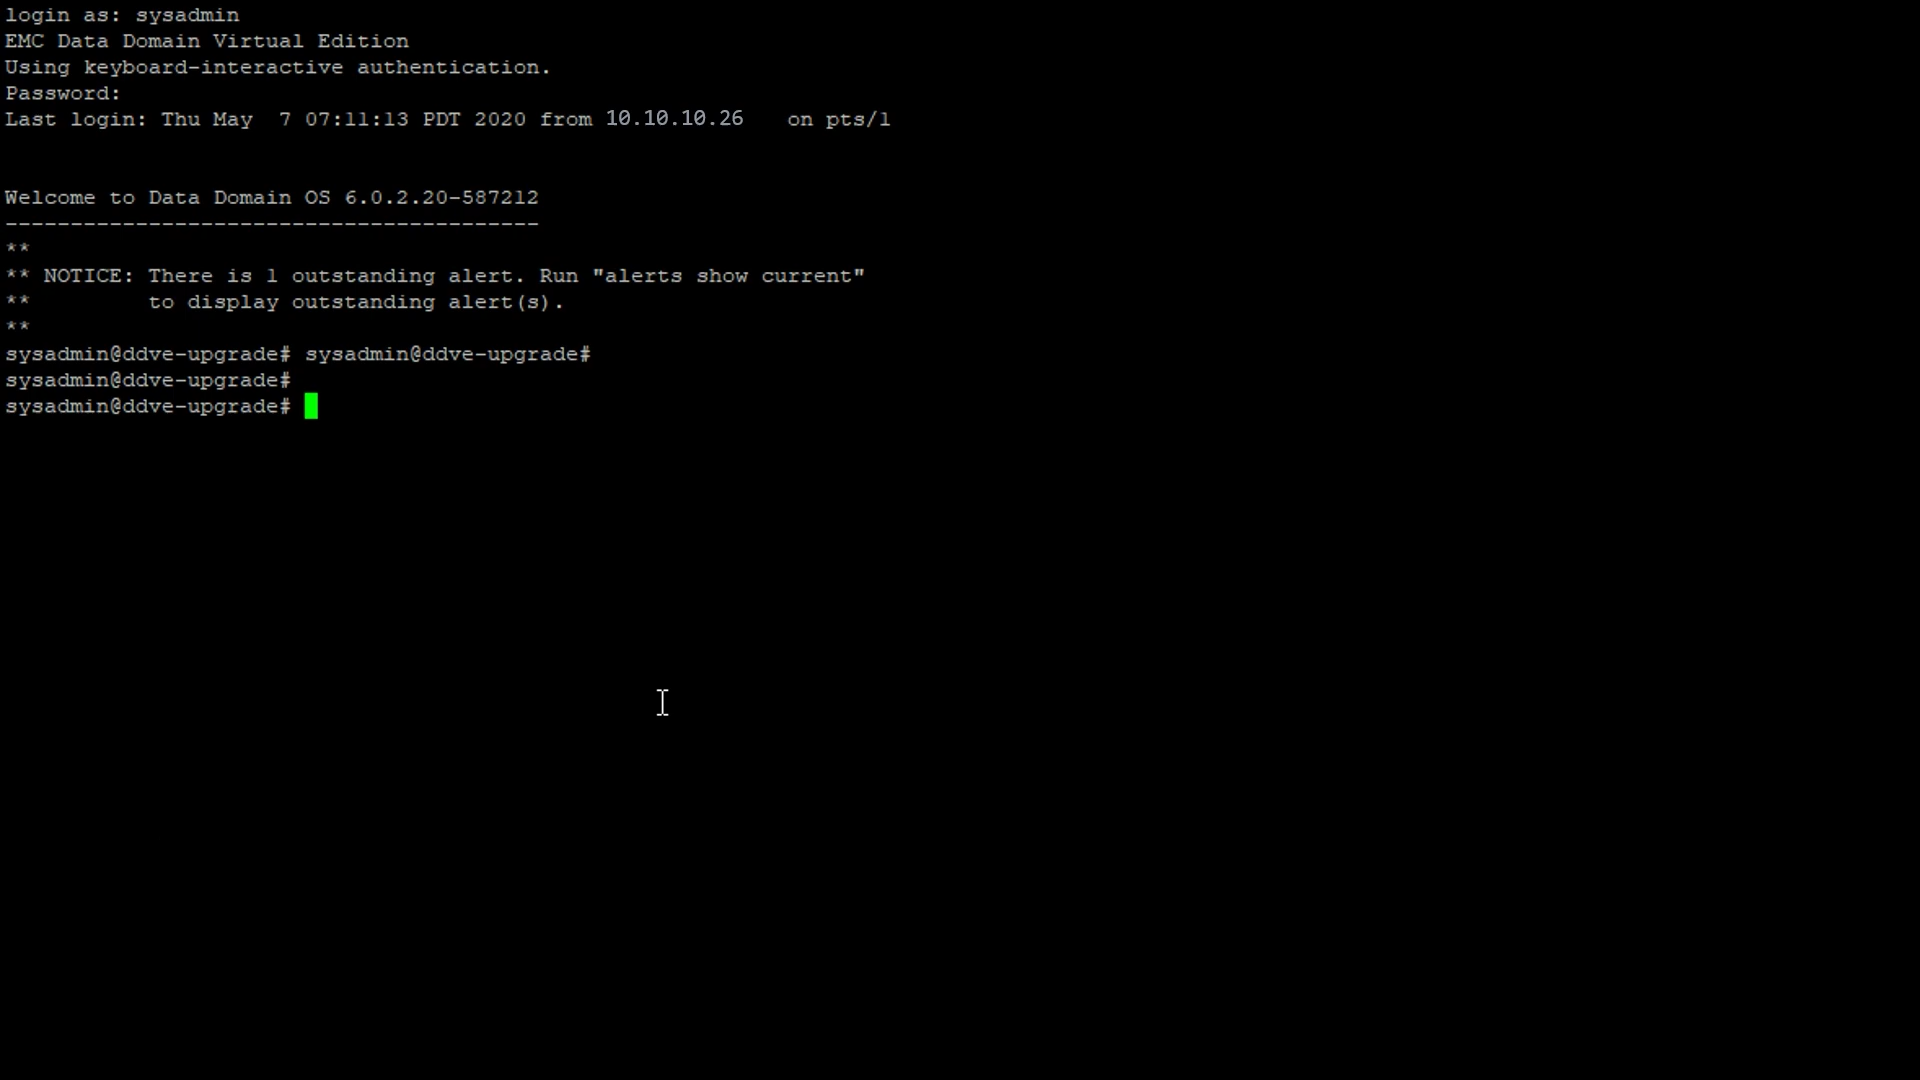 login as: sysadmin
EMC Data Domain Virtual Edition
Using keyboard-interactive authentication.
Password:
Last login: Thu May  7 07:11:13 PDT 2020 from 10.10.10.26   on pts/1
Welcome to Data Domain OS 6.0.2.20-587212
-----------------------------------------
**
** NOTICE: There is 1 outstanding alert. Run "alerts show current"
**         to display outstanding alert(s).
**
sysadmin@ddve-upgrade# sysadmin@ddve-upgrade#
sysadmin@ddve-upgrade#
sysadmin@ddve-upgrade#